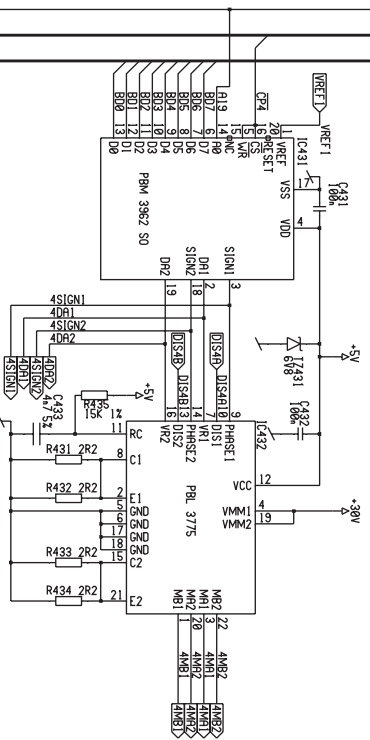 VREF1
VREF1
CP4
A19
BD7
BD6
BD5
BD4
BD3
BD2
BD1
BD0
1 VREF
20 RESET
16 CS
5 WR
15 NC
14 A0
6 D7
7 D6
8 D5
9 D4
10 D3
11 D2
12 D1
13 D0
IC431
PBM 3962 SO
VSS 17
VDD 4
C431
100n
SIGN1 3
DA1 2
SIGN2 18
DA2 19
4SIGN1
4DA1
4SIGN2
4DA2
4DA2
4SIGN2
4DA1
4SIGN1
DIS4A
DIS4B
DIS4A
DIS4B
TZ431
6V8
+5V
C432
100n
IC432
+5V
R435
15K 1%
C433
4n7 5%
R431 2R2
R432 2R2
R433 2R2
R434 2R2
9 PHASE1
10 DIS1
7 VR1
14 PHASE2
13 DIS2
16 VR2
11 RC
8 C1
2 E1
5 GND
6 GND
17 GND
18 GND
15 C2
21 E2
PBL 3775
VCC 12
VMM1 4
VMM2 19
+30V
MB2 22
MA1 3
MA2 20
MB1 1
4MB2
4MA1
4MA2
4MB1
4MB2
4MA1
4MA2
4MB1